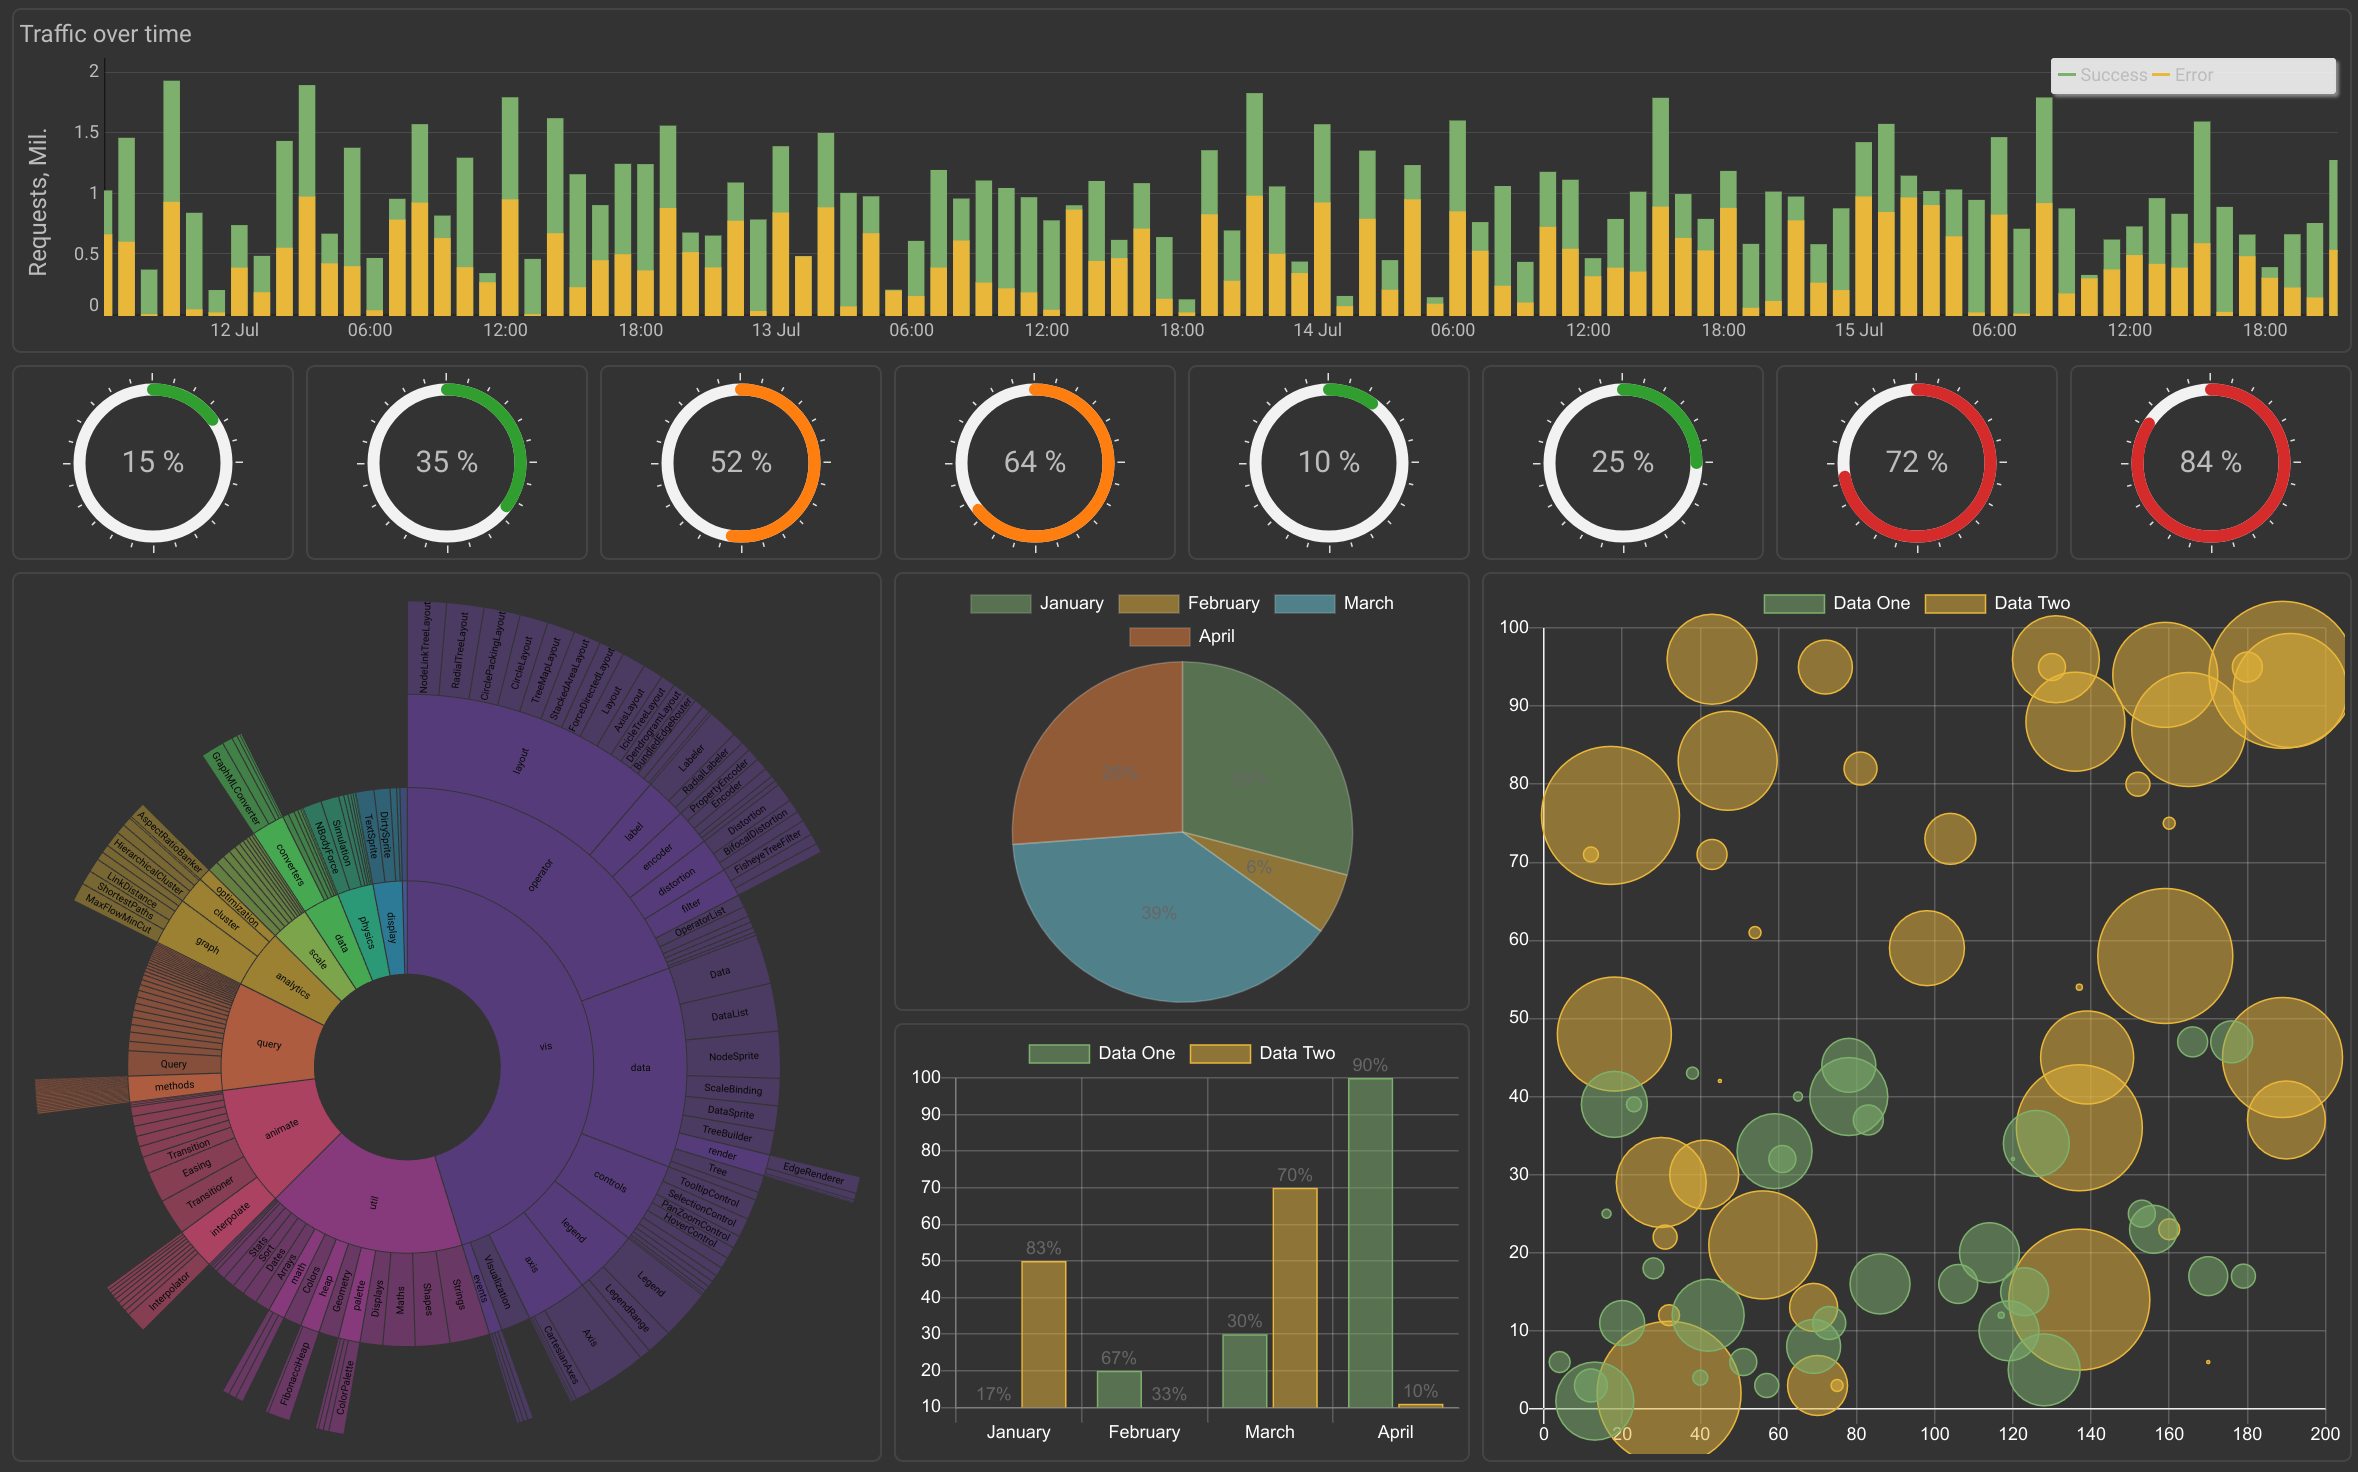 Traffic over time
Success Error
Requests, Mil.
2
1.5
1
0.5
0
12 Jul 06:00 12:00 18:00 13 Jul 06:00 12:00 18:00 14 Jul 06:00 12:00 18:00 15 Jul 06:00 12:00 18:00
15 %
35 %
52 %
64 %
10 %
25 %
72 %
84 %
NodeLinkTreeLayout
RadialTreeLayout
CirclePackingLayout
CircleLayout
TreeMapLayout
StackedAreaLayout
ForceDirectedLayout
Layout
AxisLayout
IcicleTreeLayout
DendrogramLayout
BundledEdgeRouter
Labeler
RadialLabeler
PropertyEncoder
Encoder
Distortion
BifocalDistortion
FisheyeTreeFilter
OperatorList
layout
label
encoder
distortion
filter
operator
Data
DataList
NodeSprite
ScaleBinding
DataSprite
TreeBuilder
render
EdgeRenderer
Tree
data
TooltipControl
SelectionControl
PanZoomControl
HoverControl
controls
Legend
LegendRange
legend
Axis
CartesianAxes
axis
Visualization
events
vis
Strings
Shapes
Maths
Displays
palette
ColorPalette
Geometry
heap
FibonacciHeap
Colors
math
Arrays
Dates
Sort
Stats
util
interpolate
Interpolator
Transitioner
Easing
Transition
animate
methods
Query
query
MaxFlowMinCut
ShortestPaths
LinkDistance
HierarchicalCluster
AspectRatioBanker
graph
cluster
optimization
analytics
scale
GraphMLConverter
converters
data
NBodyForce
Simulation
physics
TextSprite
DirtySprite
display
January February March
April
6%
39%
Data One Data Two
100
90
80
70
60
50
40
30
20
10
17%
83%
67%
33%
30%
70%
90%
10%
January February March April
Data One Data Two
100
90
80
70
60
50
40
30
20
10
0
0 20 40 60 80 100 120 140 160 180 200